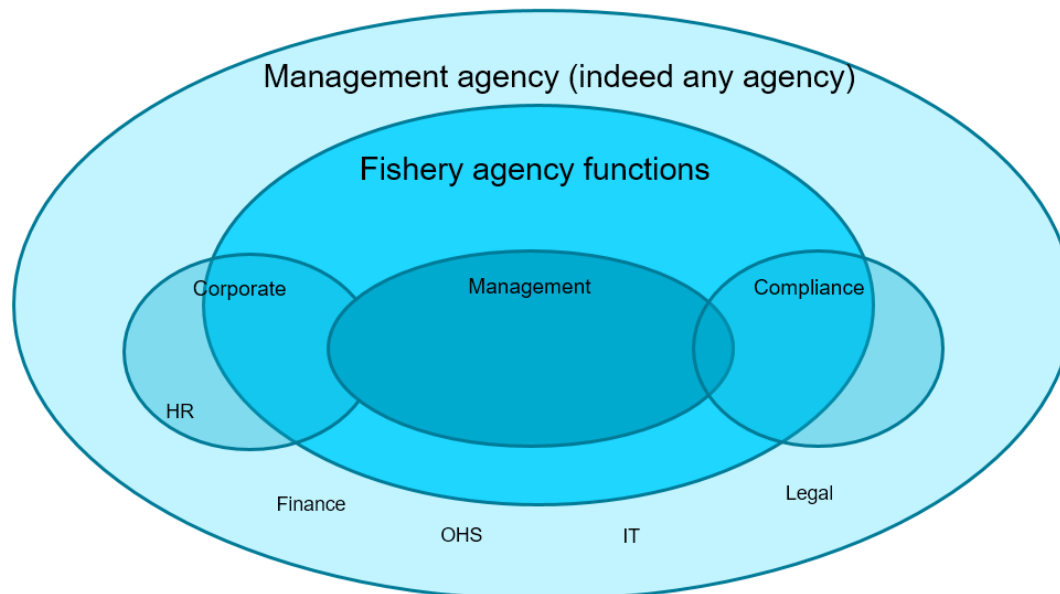 Management agency (indeed any agency)
Fishery agency functions
Corporate
Management
Compliance
HR
Finance
Legal
OHS
IT